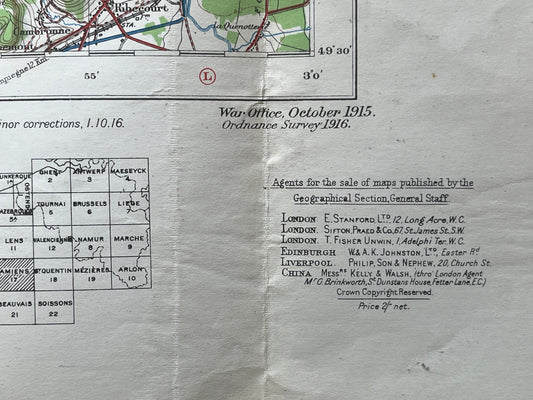 Ribecourt
STA.
Cambronne
la Quenotterie
49°30'
55'
L
3°0'
War Office, October 1915.
Ordnance Survey 1916.
inor corrections, 1.10.16.
GHENT 2
ANTWERP 3
MAESEYCK 4
OSTEND
TOURNAI 5
BRUSSELS 6
LIEGE 7
LENS 11
VALENCIENNES 12
NAMUR 8
MARCHE 9
AMIENS 17
ST QUENTIN 18
MÉZIÈRES 19
ARLON 10
BEAUVAIS 21
SOISSONS 22
Agents for the sale of maps published by the
Geographical Section, General Staff.
LONDON. E. STANFORD, LTD 12, Long Acre, W.C.
LONDON. SIFTON, PRAED & Co. 67, St. James St., S.W.
LONDON. T. FISHER UNWIN, 1, Adelphi Ter. W.C.
EDINBURGH W. & A.K. JOHNSTON, LTD, Easter Rd
LIVERPOOL. PHILIP, SON & NEPHEW, 20, Church St.
CHINA MESSRS KELLY & WALSH, (thro' London Agent
Mr G. Brinkworth, St Dunstans House, Fetter Lane, E.C.)
Crown Copyright Reserved.
Price 2/- net.